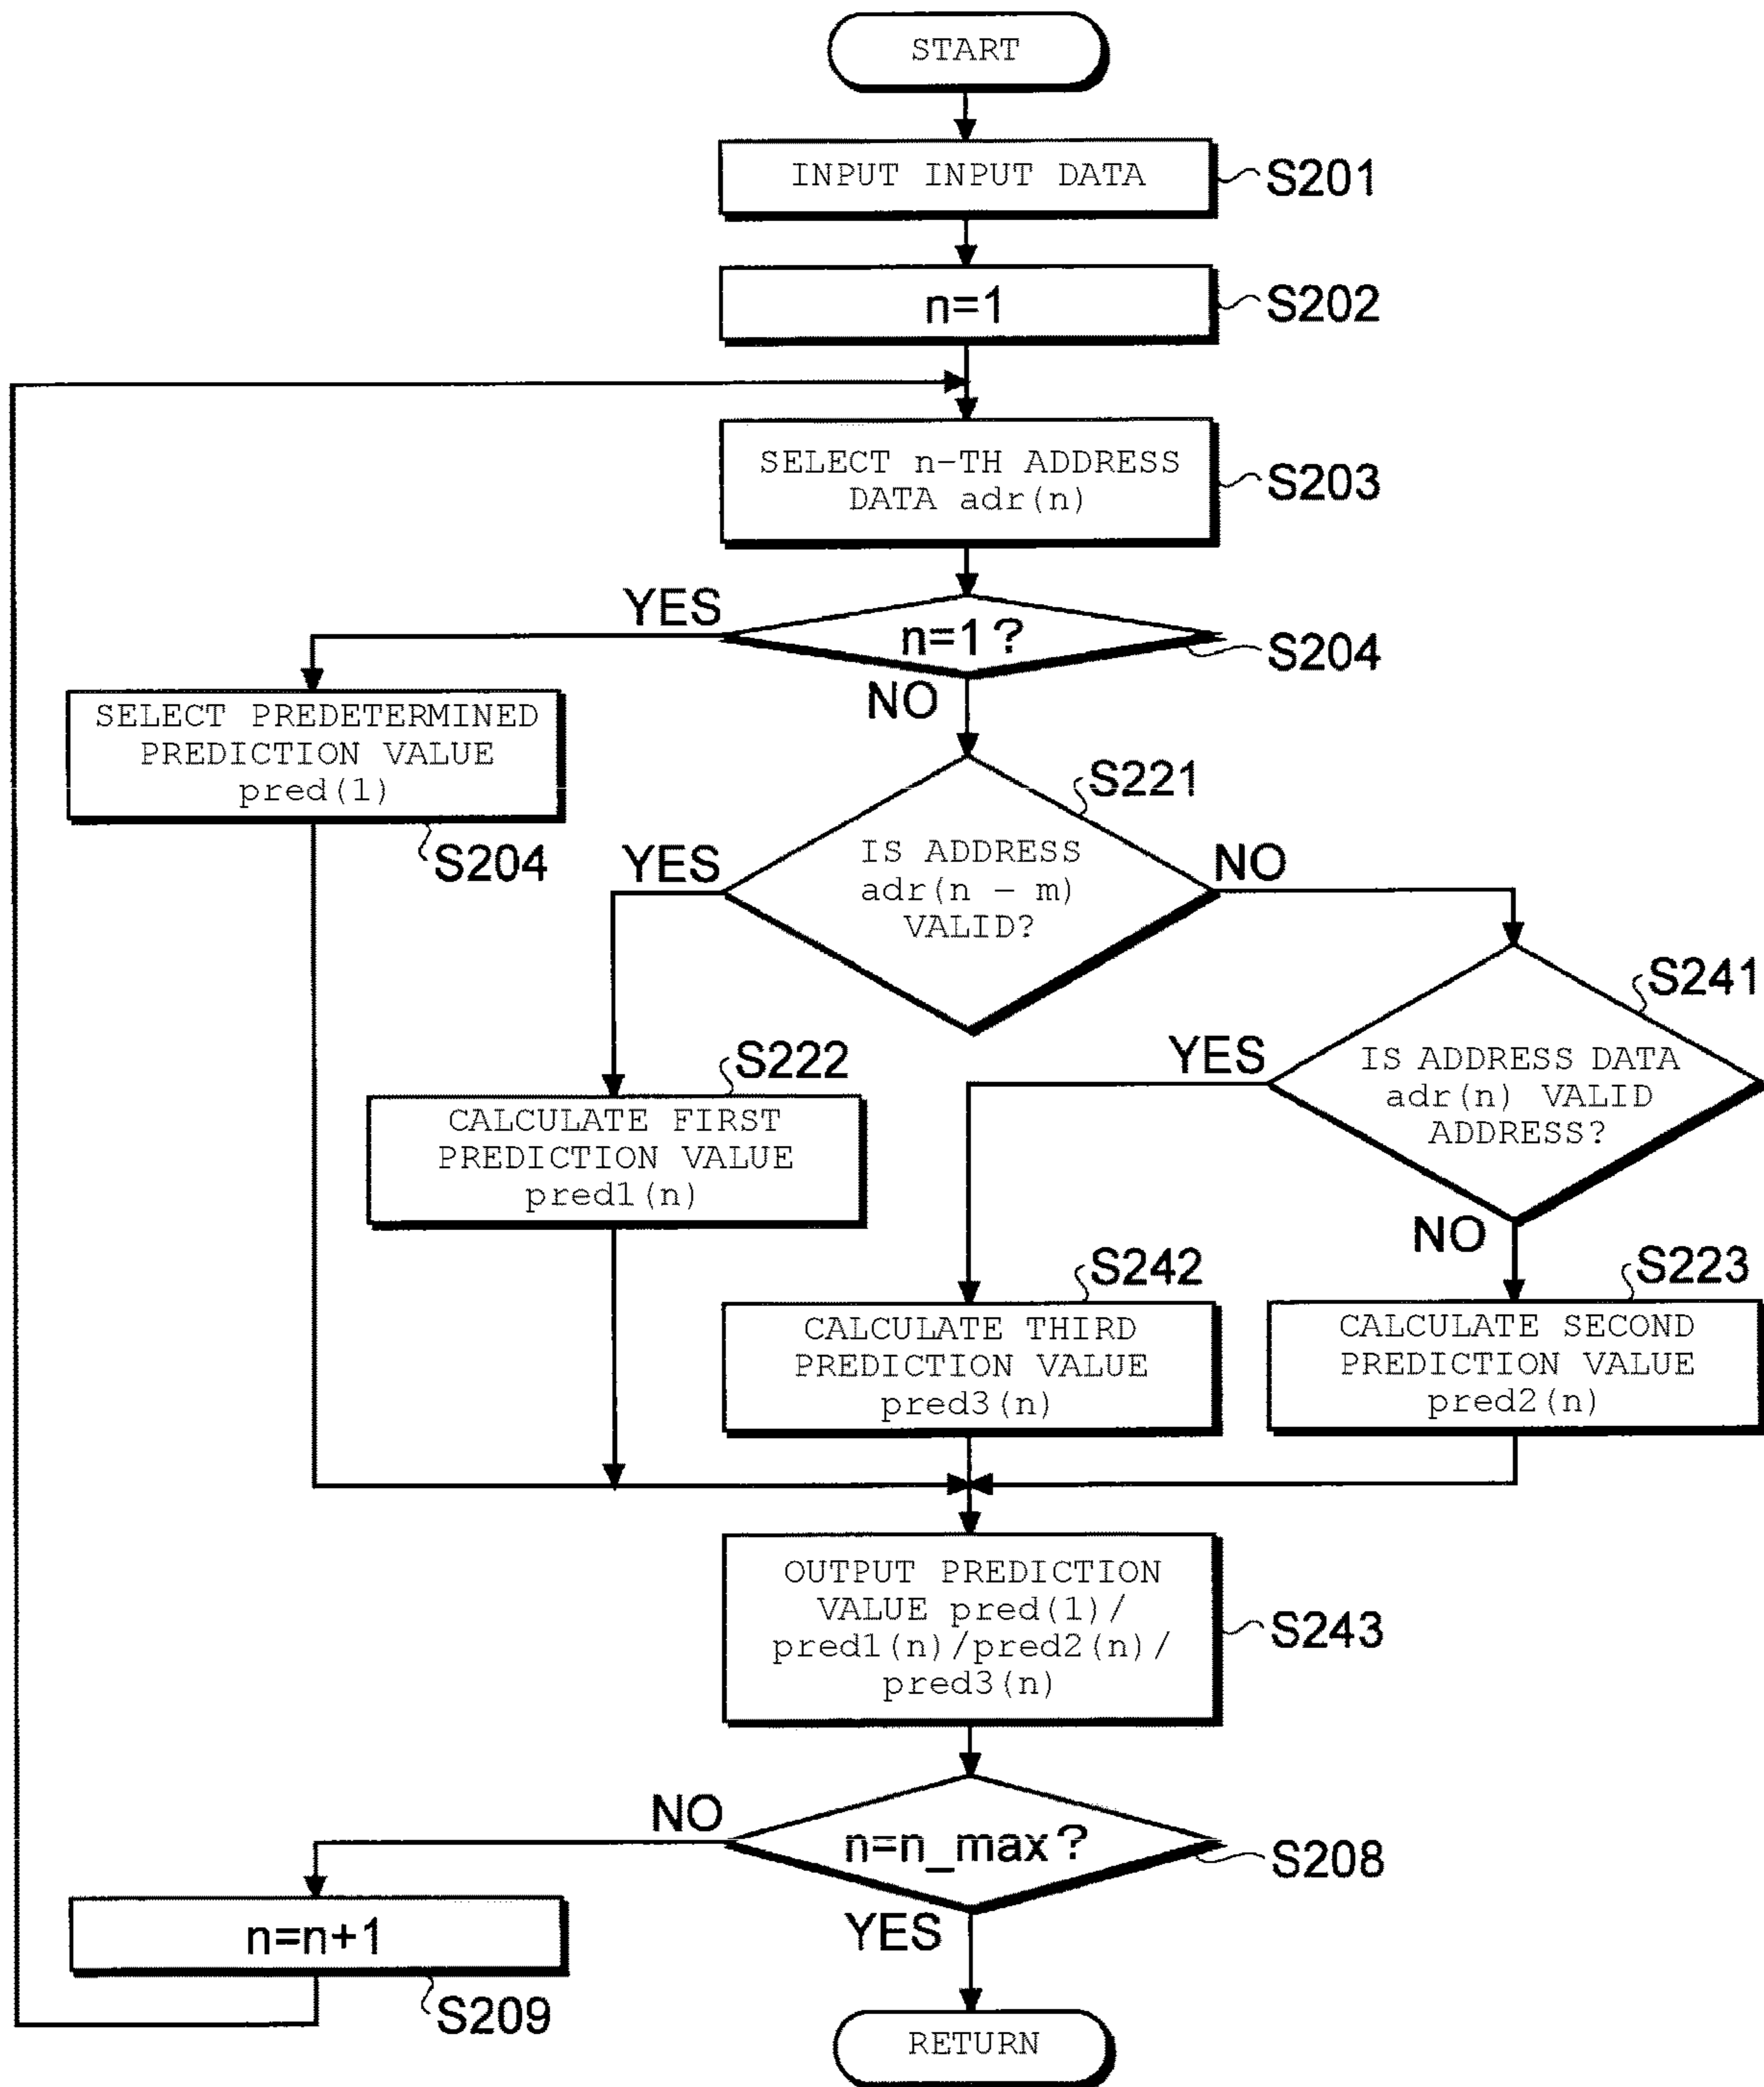 START
INPUT INPUT DATA
S201
n=1
S202
SELECT n-TH ADDRESS
DATA adr(n)
S203
YES
n=1?
S204
NO
SELECT PREDETERMINED
PREDICTION VALUE
pred(1)
S204
S221
YES
IS ADDRESS
adr(n − m)
VALID?
NO
S241
YES
IS ADDRESS DATA
adr(n) VALID
ADDRESS?
NO
S222
CALCULATE FIRST
PREDICTION VALUE
pred1(n)
S242
CALCULATE THIRD
PREDICTION VALUE
pred3(n)
S223
CALCULATE SECOND
PREDICTION VALUE
pred2(n)
OUTPUT PREDICTION
VALUE pred(1)/
pred1(n)/pred2(n)/
pred3(n)
S243
NO
n=n_max?
S208
YES
n=n+1
S209
RETURN